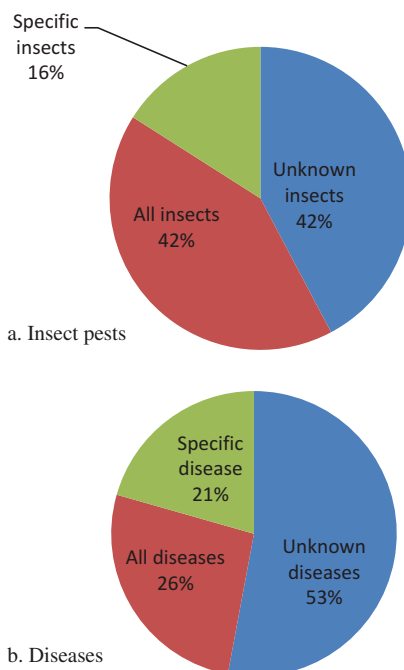 Specific
insects
16%
Unknown
insects
42%
All insects
42%
a. Insect pests
Specific
disease
21%
All diseases
26%
Unknown
diseases
53%
b. Diseases